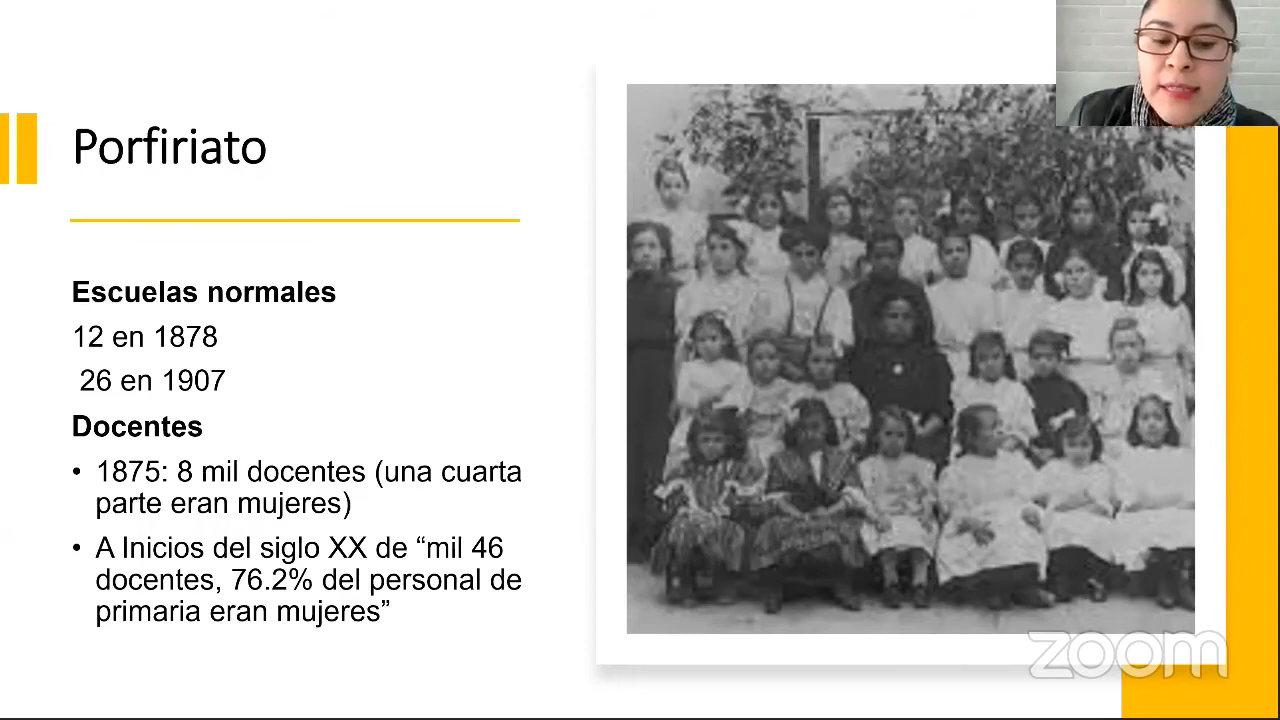 Porfiriato
Escuelas normales
12 en 1878
26 en 1907
Docentes
• 1875: 8 mil docentes (una cuarta
parte eran mujeres)
• A Inicios del siglo XX de “mil 46
docentes, 76.2% del personal de
primaria eran mujeres”
zoom